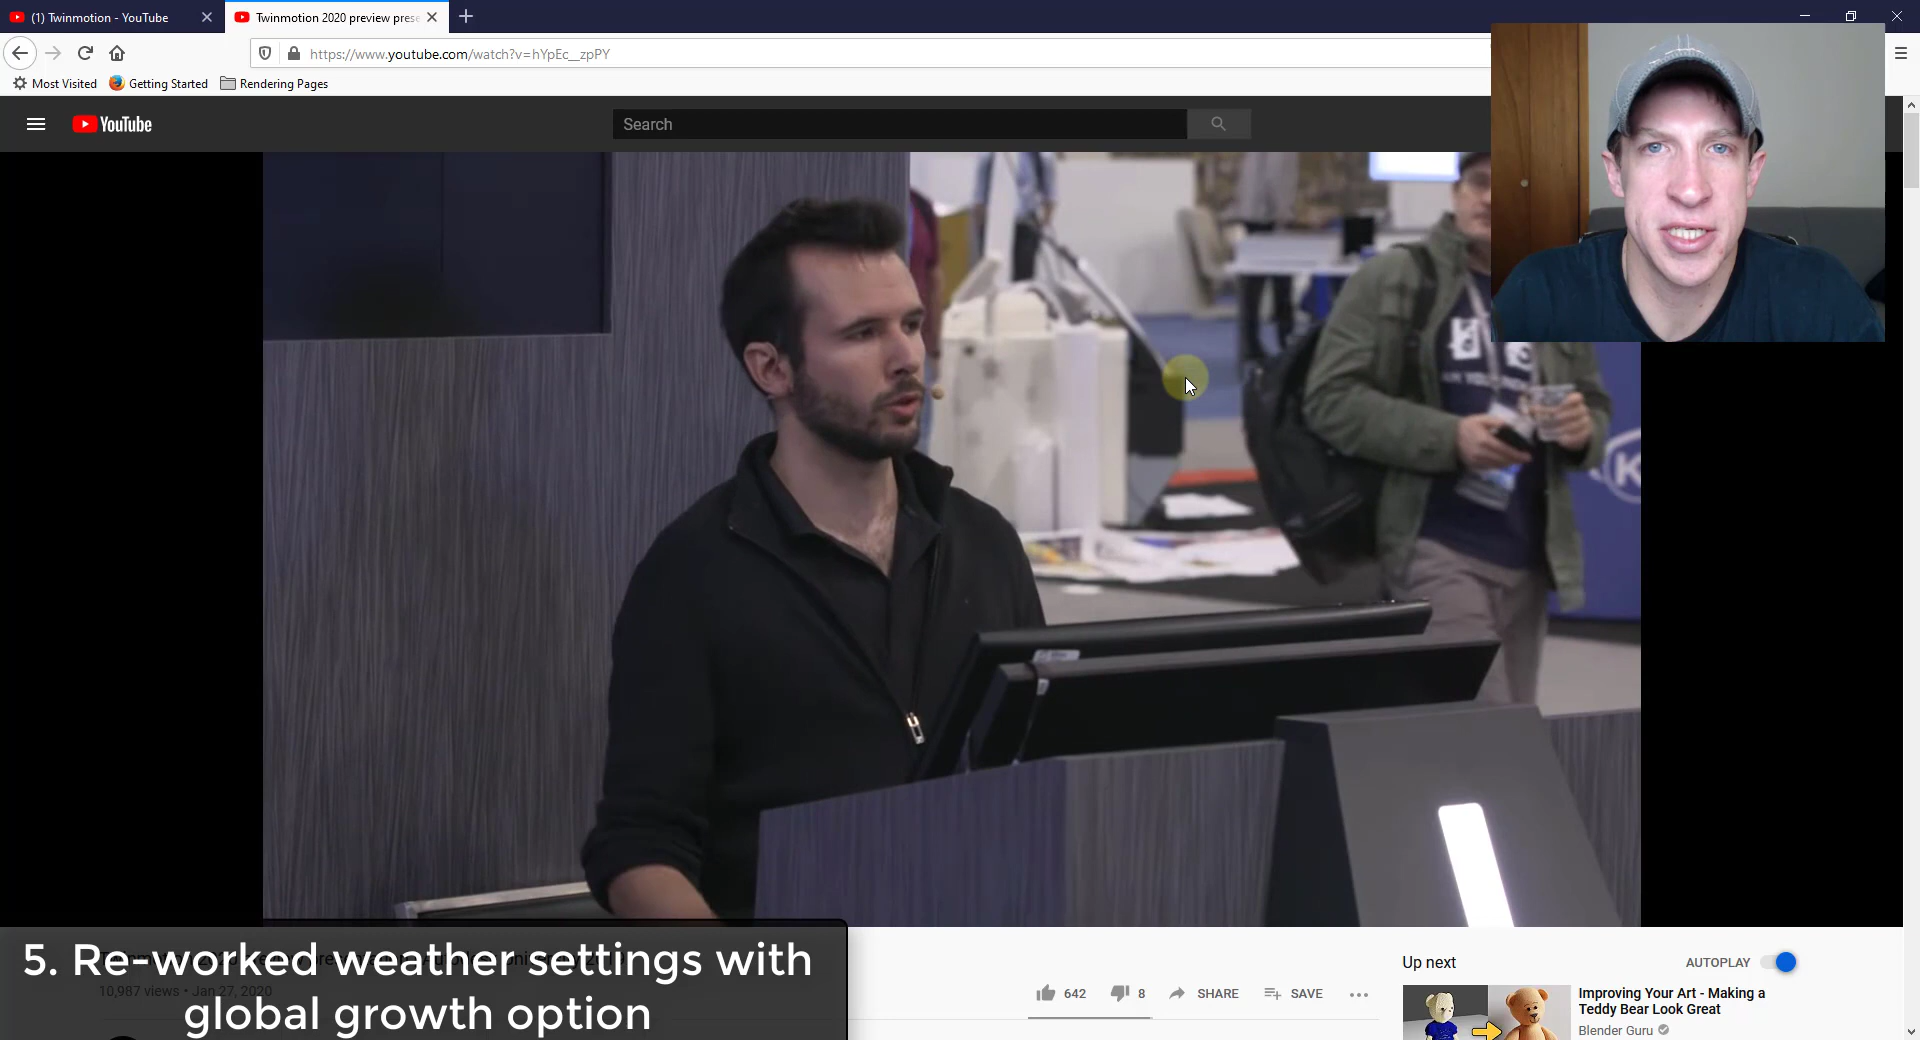 (1) Twinmotion - YouTube
Twinmotion 2020 preview prese
https://www.youtube.com/watch?v=hYpEc__zpPY
Most Visited
Getting Started
Rendering Pages
YouTube
Search
5. Re-worked weather settings with
global growth option
10,987 views • Jan 27, 2020
642
8
SHARE
SAVE
Up next
AUTOPLAY
Improving Your Art - Making a
Teddy Bear Look Great
Blender Guru